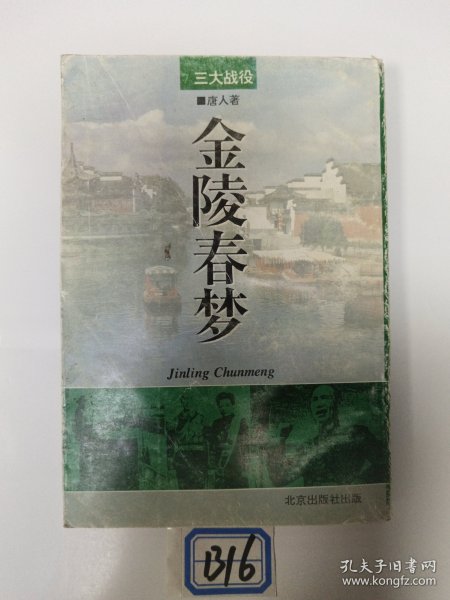 三大战役
■唐人著
金陵春梦
Jinling Chunmeng
北京出版社出版
B16
孔夫子旧书网
www.kongfz.com